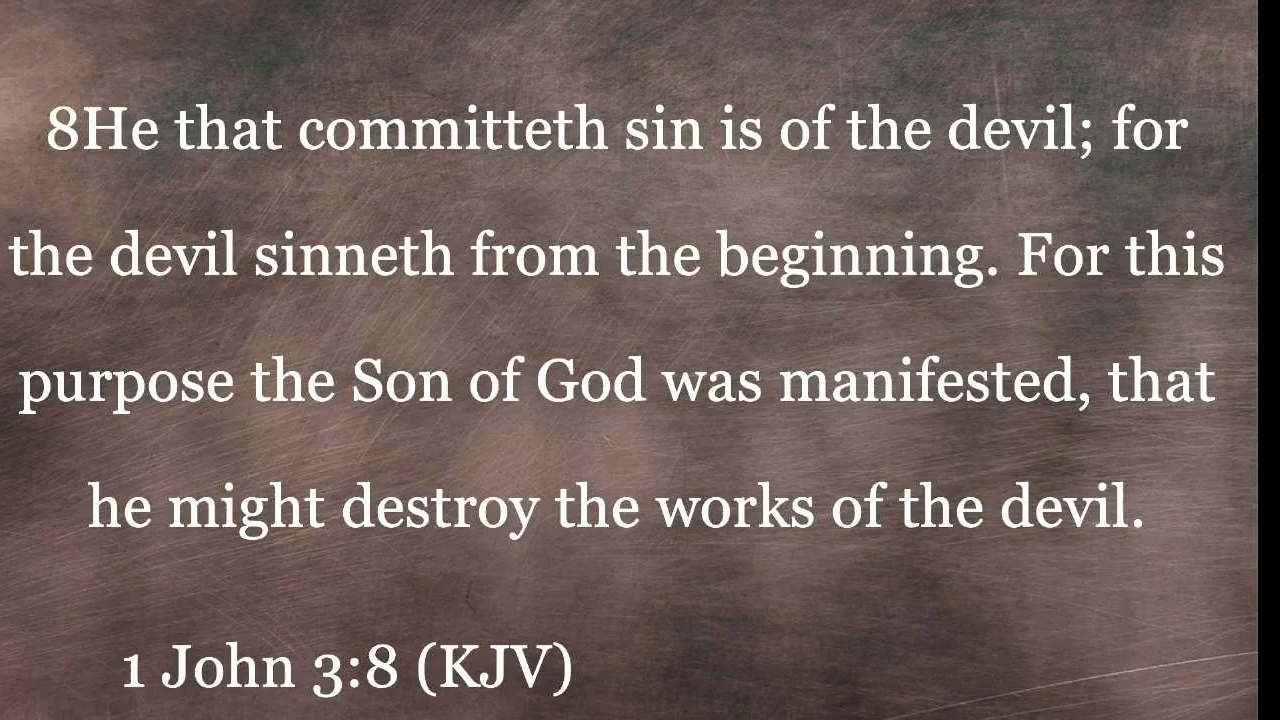 8He that committeth sin is of the devil; for
the devil sinneth from the beginning. For this
purpose the Son of God was manifested, that
he might destroy the works of the devil.
1 John 3:8 (KJV)